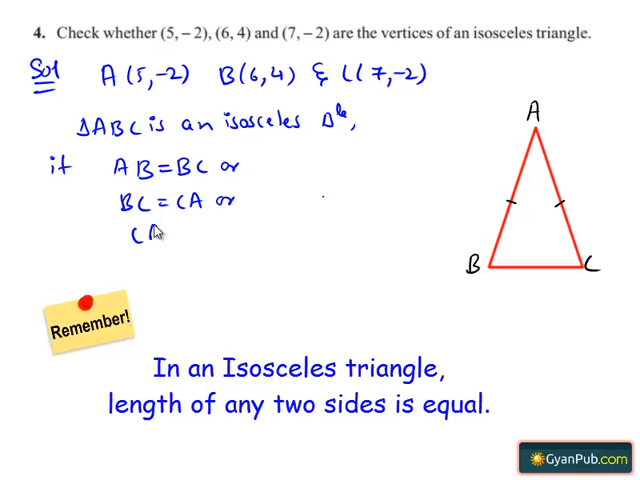 4. Check whether (5, – 2), (6, 4) and (7, – 2) are the vertices of an isosceles triangle.
Sol A (5,-2) B(6,4) & C(7,-2)
ΔABC is an isosceles Δle,
if AB=BC or
BC = CA or
CA
A
B C
Remember!
In an Isosceles triangle,
length of any two sides is equal.
GyanPub.com